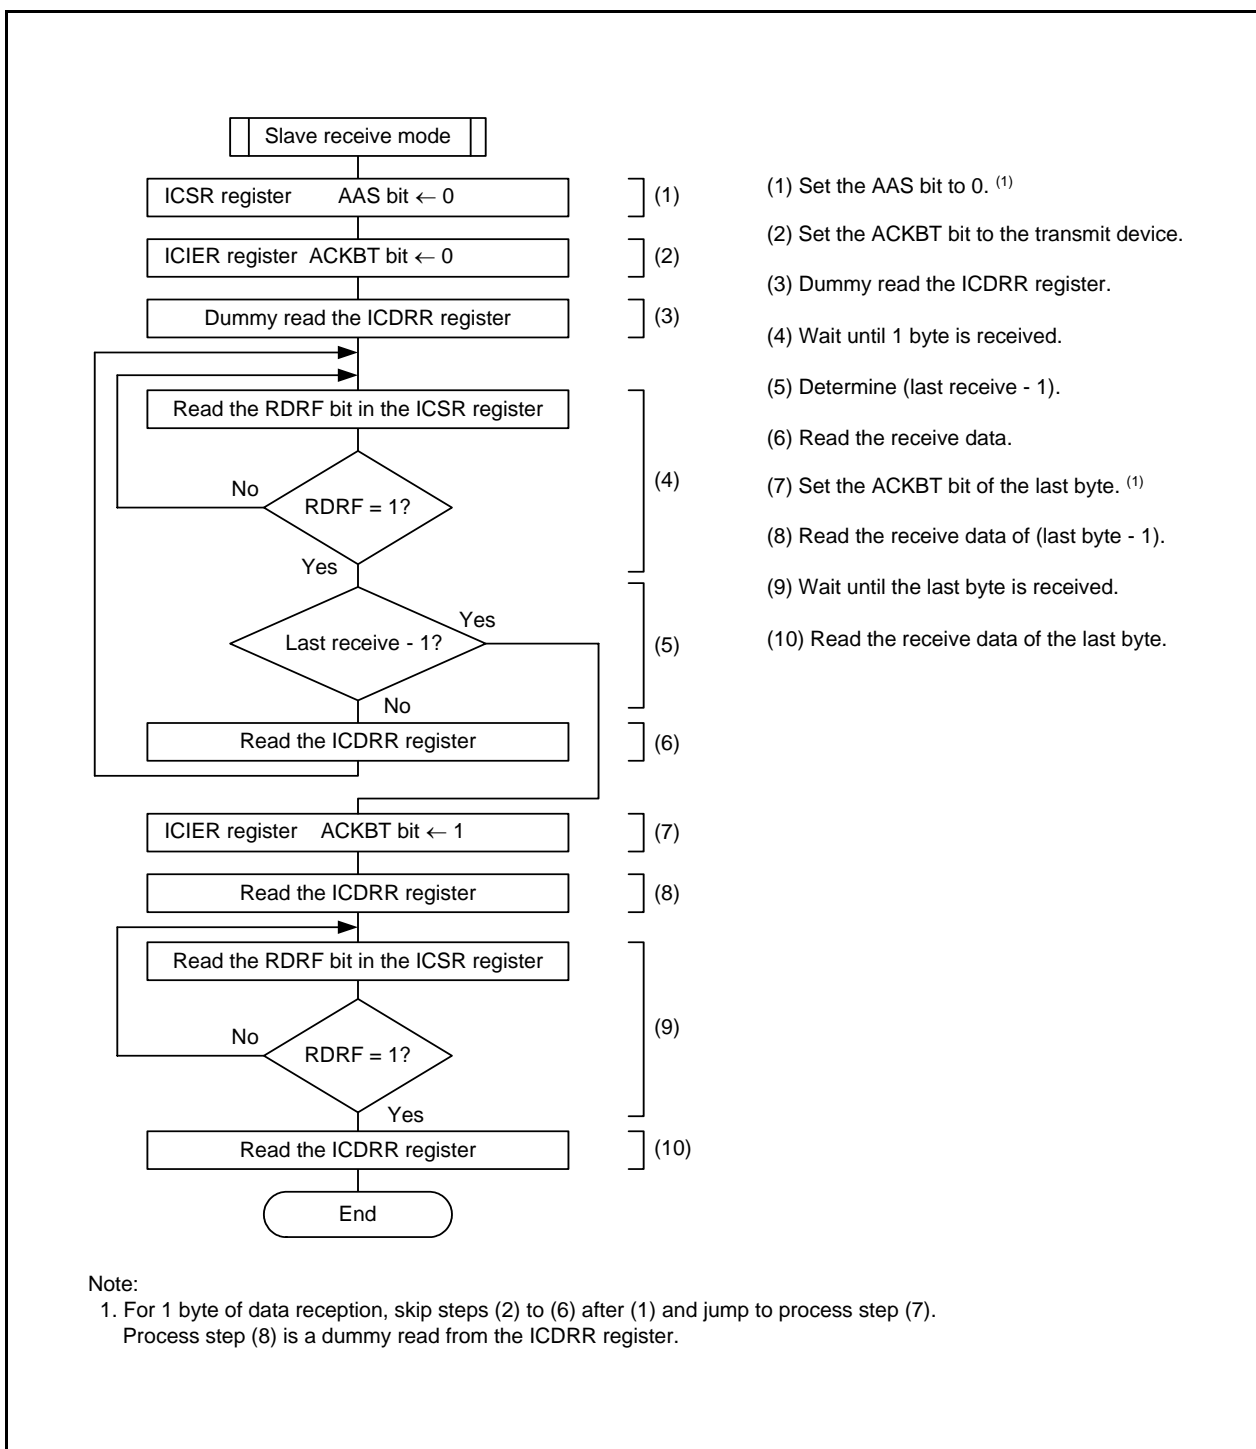 Slave receive mode
ICSR register AAS bit ← 0 (1)
ICIER register ACKBT bit ← 0 (2)
Dummy read the ICDRR register (3)
Read the RDRF bit in the ICSR register
RDRF = 1?
No
Yes
(4)
Last receive - 1?
Yes
No
(5)
Read the ICDRR register (6)
ICIER register ACKBT bit ← 1 (7)
Read the ICDRR register (8)
Read the RDRF bit in the ICSR register
RDRF = 1?
No
Yes
(9)
Read the ICDRR register (10)
End
(1) Set the AAS bit to 0. (1)
(2) Set the ACKBT bit to the transmit device.
(3) Dummy read the ICDRR register.
(4) Wait until 1 byte is received.
(5) Determine (last receive - 1).
(6) Read the receive data.
(7) Set the ACKBT bit of the last byte. (1)
(8) Read the receive data of (last byte - 1).
(9) Wait until the last byte is received.
(10) Read the receive data of the last byte.
Note:
1. For 1 byte of data reception, skip steps (2) to (6) after (1) and jump to process step (7).
Process step (8) is a dummy read from the ICDRR register.